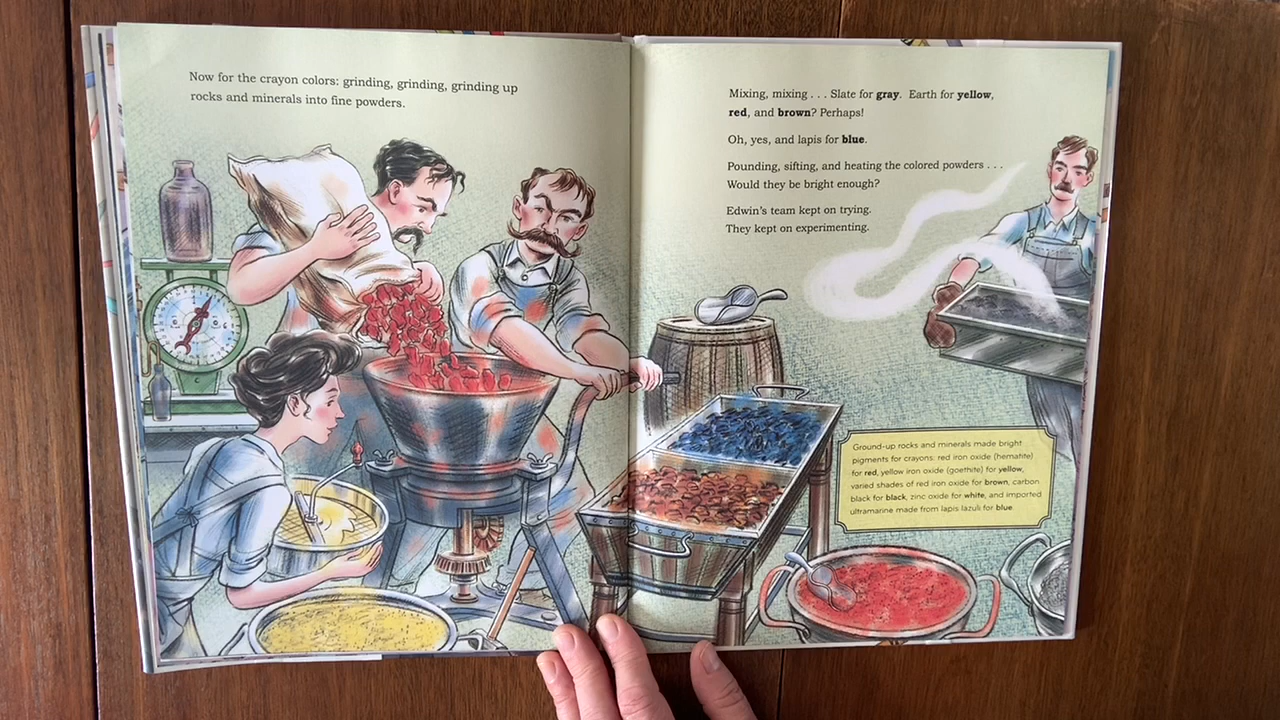 Now for the crayon colors: grinding, grinding, grinding up
rocks and minerals into fine powders.
Mixing, mixing . . . Slate for gray. Earth for yellow,
red, and brown? Perhaps!
Oh, yes, and lapis for blue.
Pounding, sifting, and heating the colored powders . . .
Would they be bright enough?
Edwin's team kept on trying.
They kept on experimenting.
Ground-up rocks and minerals made bright
pigments for crayons: red iron oxide (hematite)
for red, yellow iron oxide (goethite) for yellow,
varied shades of red iron oxide for brown, carbon
black for black, zinc oxide for white, and imported
ultramarine made from lapis lazuli for blue.